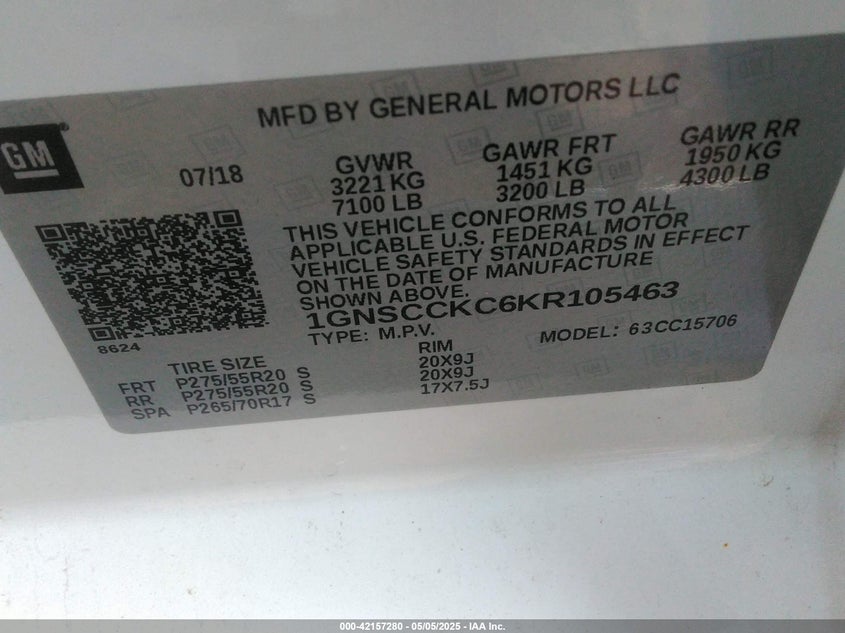 MFD BY GENERAL MOTORS LLC
GM®
07/18
GVWR
3221 KG
7100 LB
GAWR FRT
1451 KG
3200 LB
GAWR RR
1950 KG
4300 LB
THIS VEHICLE CONFORMS TO ALL
APPLICABLE U.S. FEDERAL MOTOR
VEHICLE SAFETY STANDARDS IN EFFECT
ON THE DATE OF MANUFACTURE
SHOWN ABOVE.
1GNSCCKC6KR105463
TYPE: M.P.V.
MODEL: 63CC15706
8624
TIRE SIZE RIM
FRT P275/55R20 S 20X9J
RR P275/55R20 S 20X9J
SPA P265/70R17 S 17X7.5J
000-42157280 - 05/05/2025 - IAA Inc.